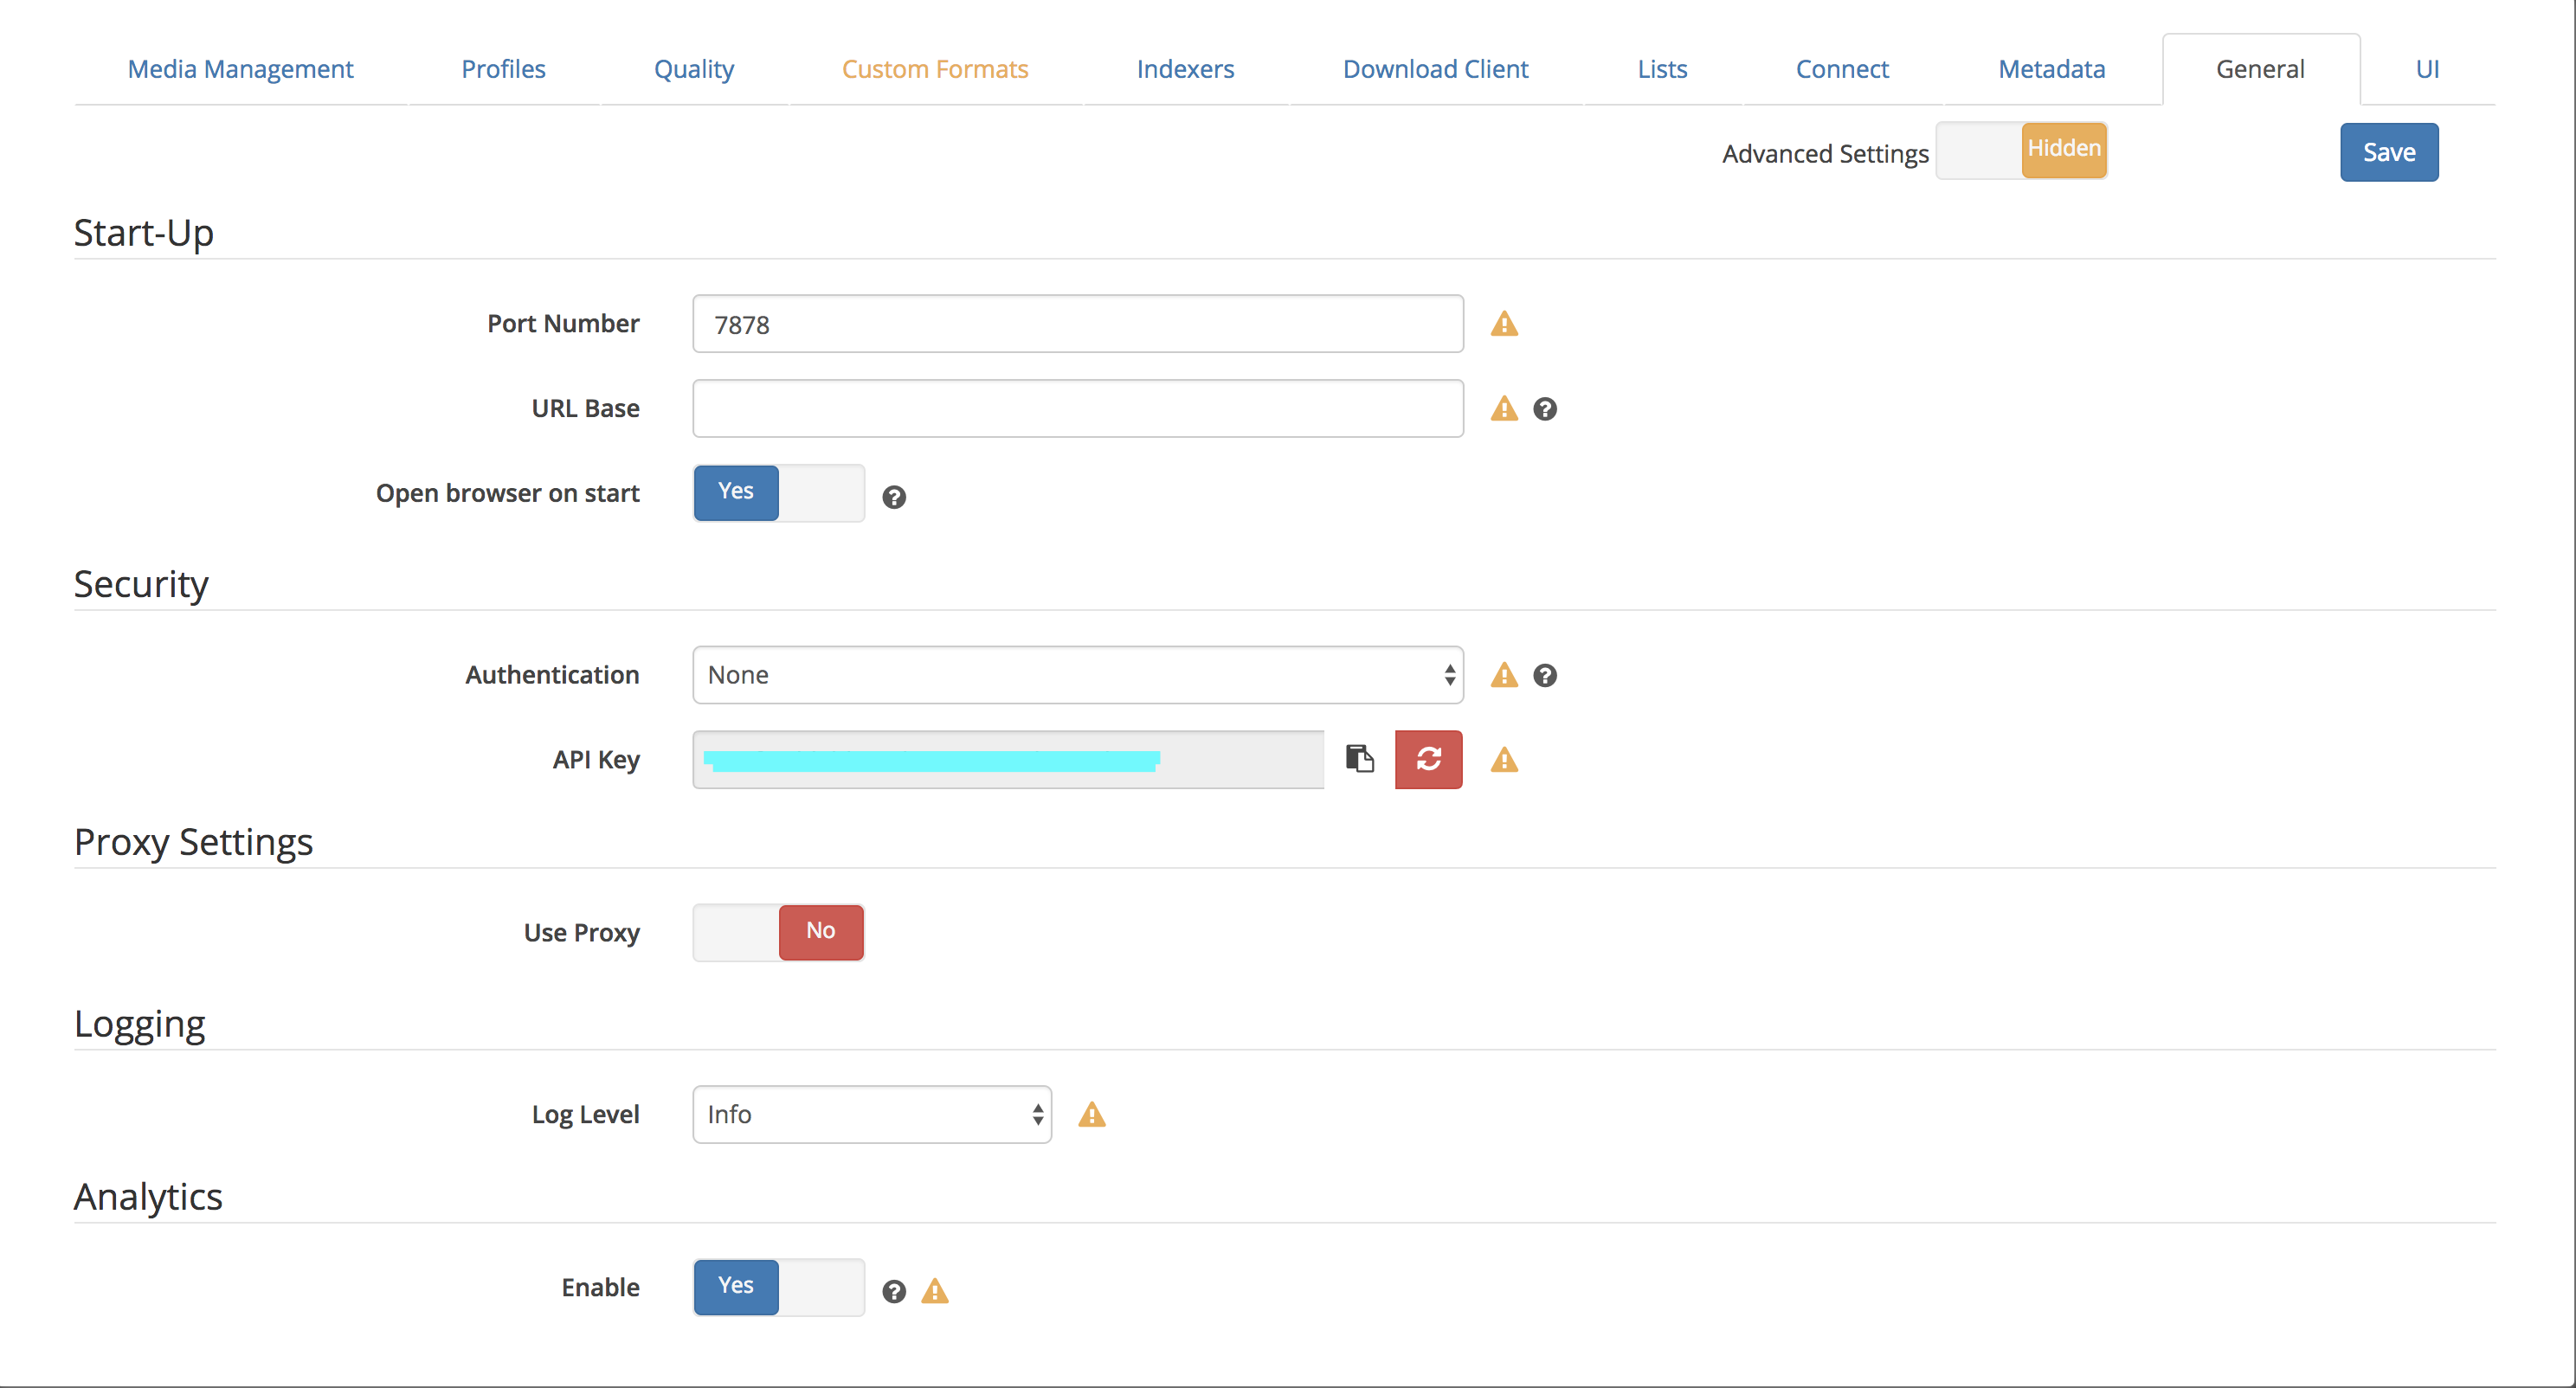 Media Management Profiles Quality Custom Formats Indexers Download Client Lists Connect Metadata General UI
Advanced Settings Hidden Save
Start-Up
Port Number 7878
URL Base
Open browser on start Yes
Security
Authentication None
API Key
Proxy Settings
Use Proxy No
Logging
Log Level Info
Analytics
Enable Yes